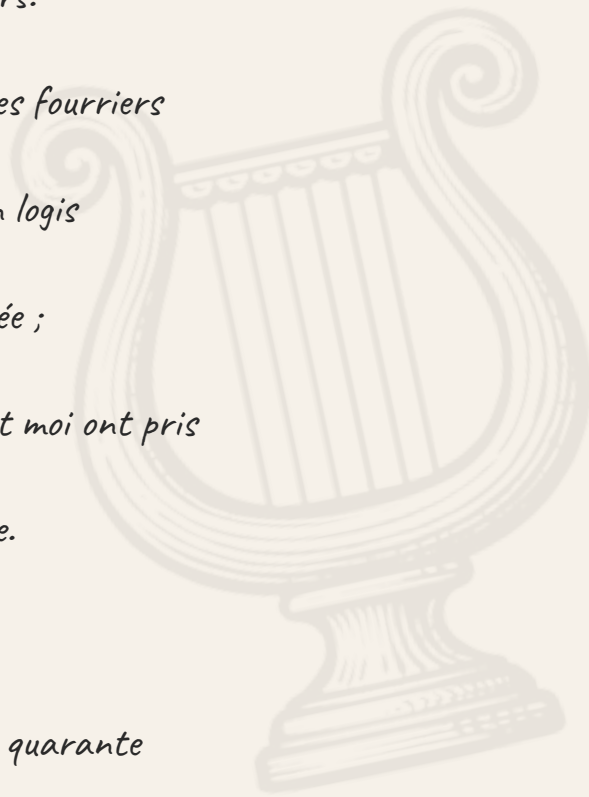 rs.
es fourriers
n logis
ée ;
t moi ont pris
e.
quarante